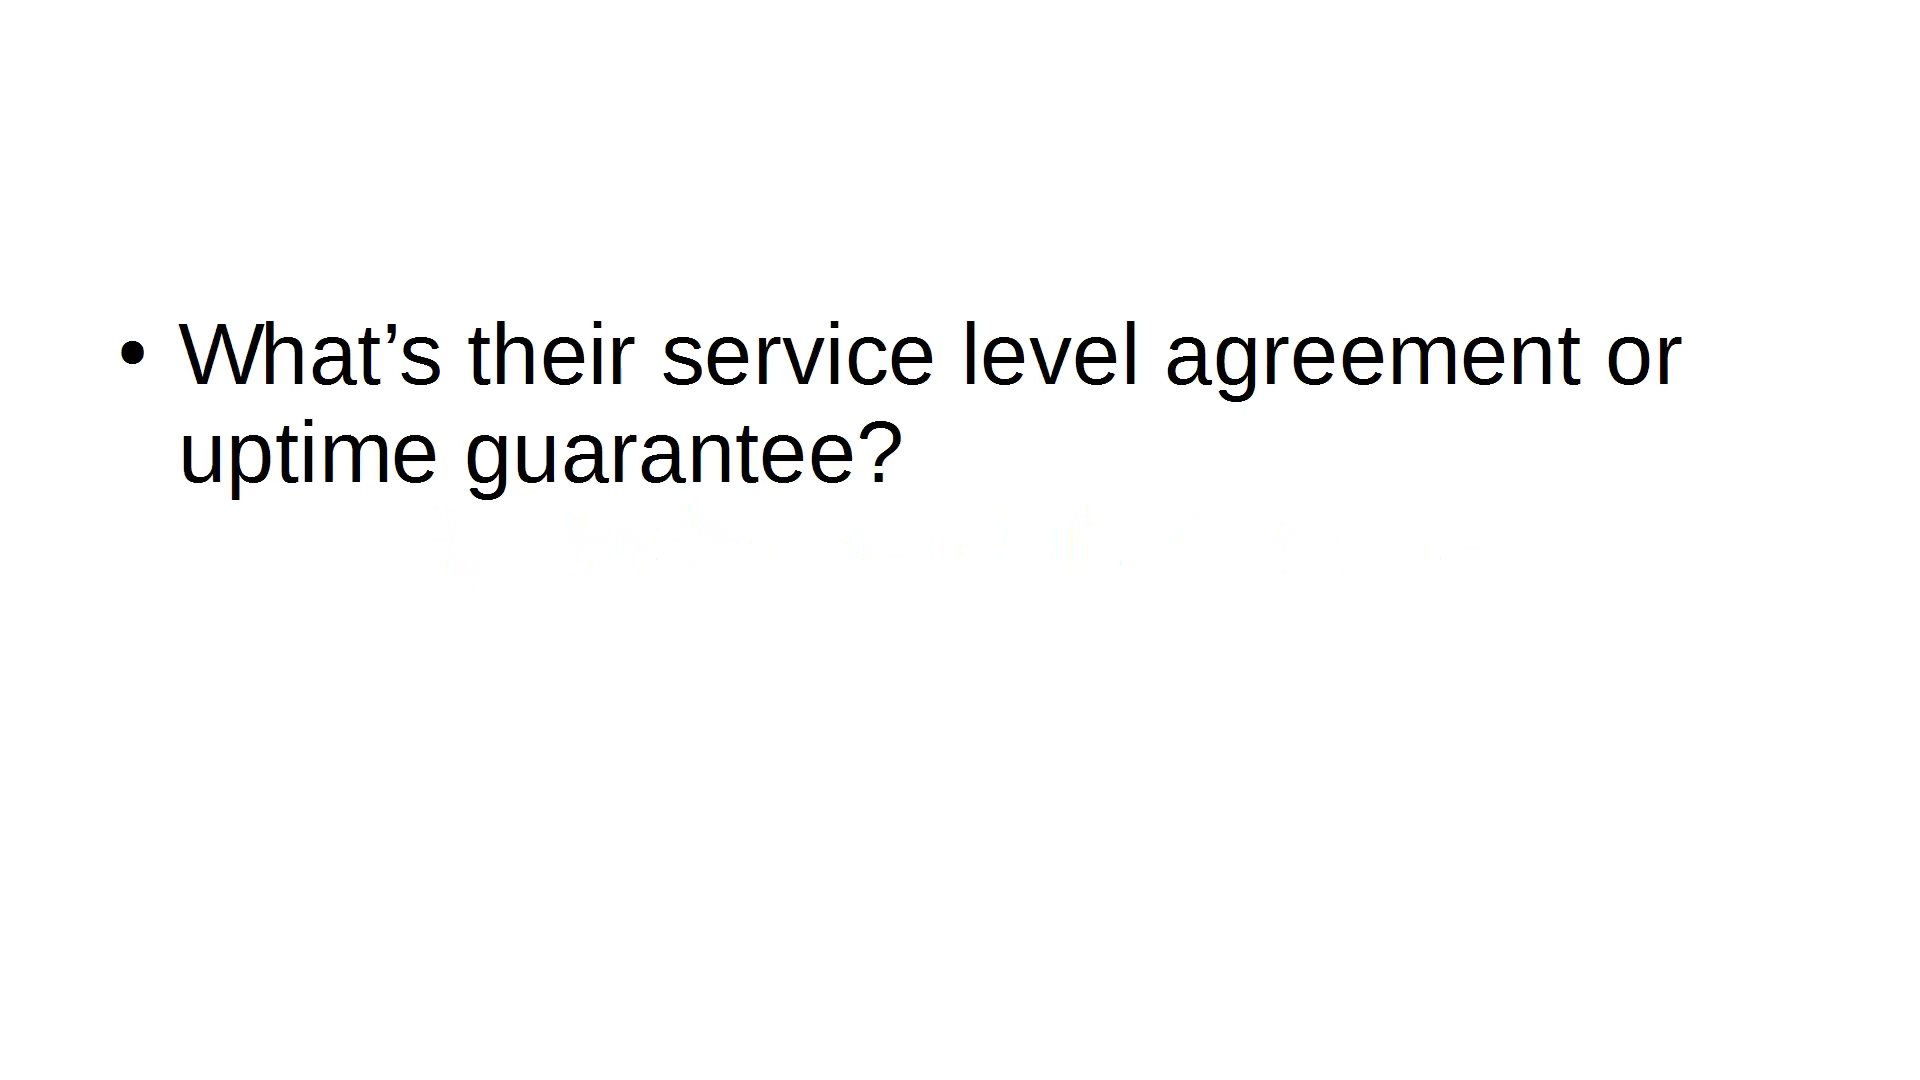 • What’s their service level agreement or
uptime guarantee?